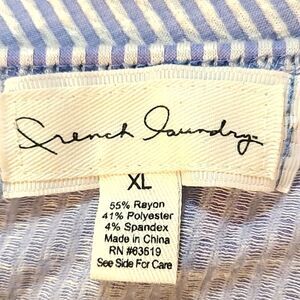 French Laundry
XL
55% Rayon
41% Polyester
4% Spandex
Made in China
RN #63619
See Side For Care